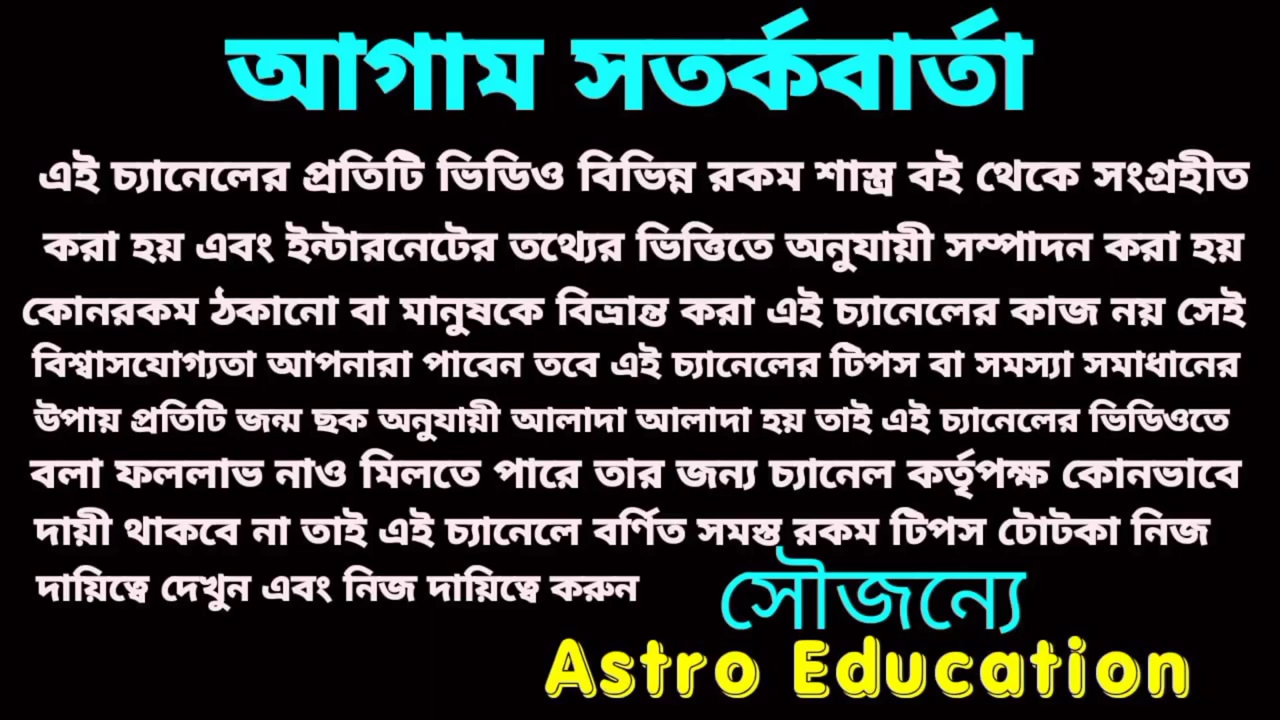 আগাম সতর্কবার্তা
এই চ্যানেলের প্রতিটি ভিডিও বিভিন্ন রকম শাস্ত্র বই থেকে সংগ্রহীত
করা হয় এবং ইন্টারনেটের তথ্যের ভিত্তিতে অনুযায়ী সম্পাদন করা হয়
কোনরকম ঠকানো বা মানুষকে বিভ্রান্ত করা এই চ্যানেলের কাজ নয় সেই
বিশ্বাসযোগ্যতা আপনারা পাবেন তবে এই চ্যানেলের টিপস বা সমস্যা সমাধানের
উপায় প্রতিটি জন্ম ছক অনুযায়ী আলাদা আলাদা হয় তাই এই চ্যানেলের ভিডিওতে
বলা ফললাভ নাও মিলতে পারে তার জন্য চ্যানেল কর্তৃপক্ষ কোনভাবে
দায়ী থাকবে না তাই এই চ্যানেলে বর্ণিত সমস্ত রকম টিপস টোটকা নিজ
দায়িত্বে দেখুন এবং নিজ দায়িত্বে করুন
সৌজন্যে
Astro Education